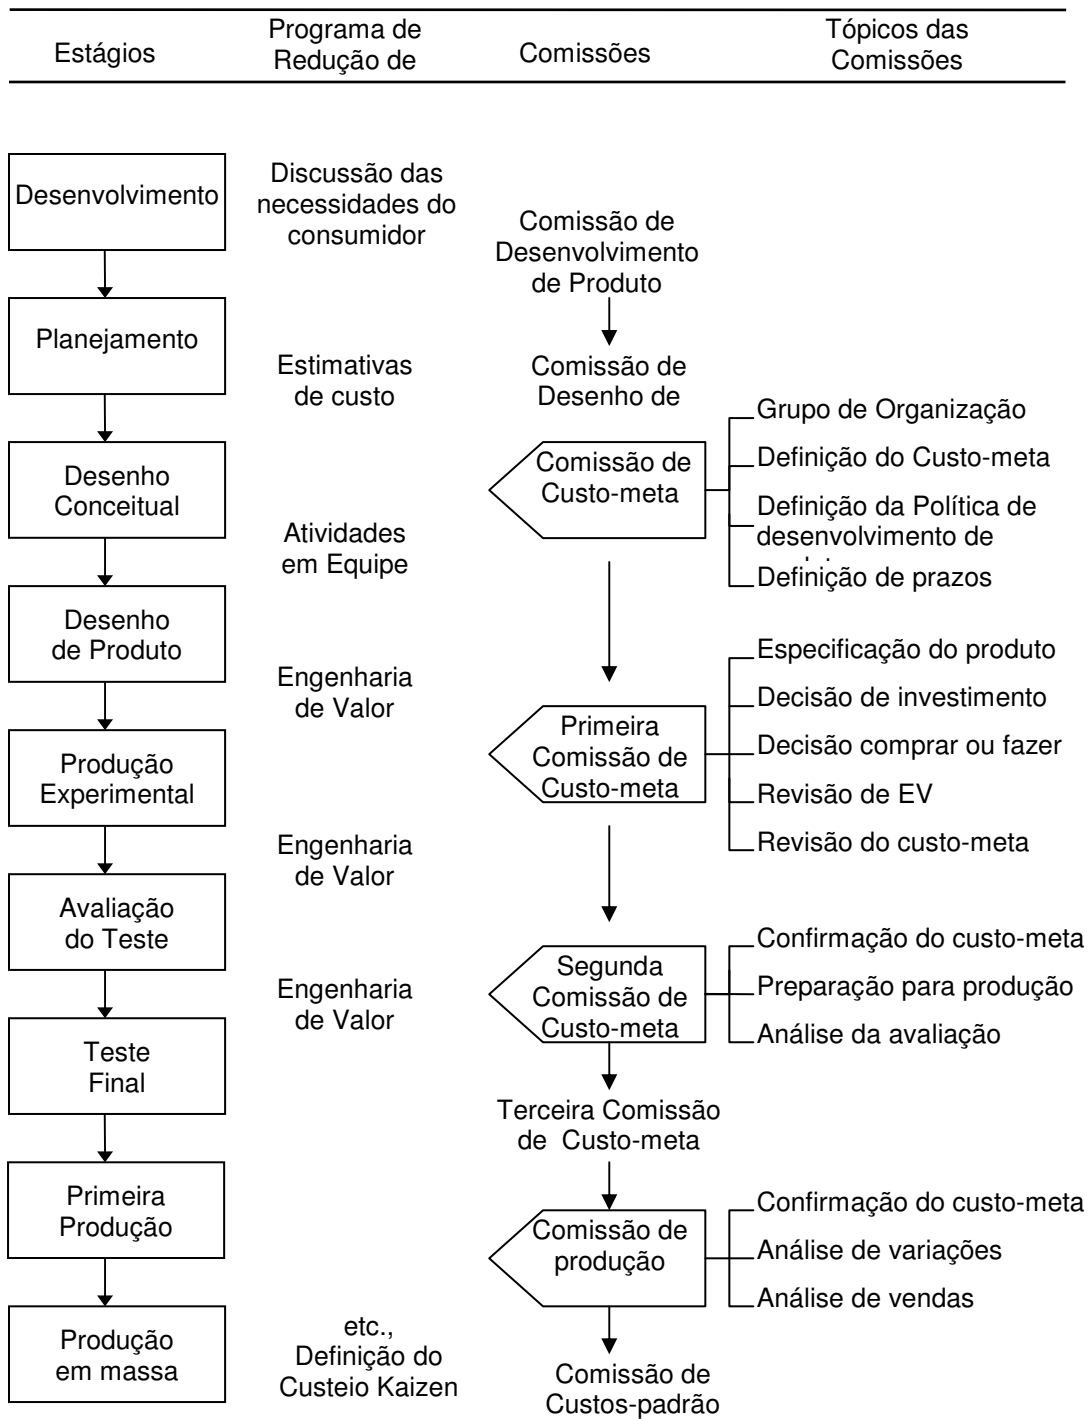 Estágios
Programa de
Redução de
Comissões
Tópicos das
Comissões
Desenvolvimento
Planejamento
Desenho
Conceitual
Desenho
de Produto
Produção
Experimental
Avaliação
do Teste
Teste
Final
Primeira
Produção
Produção
em massa
Discussão das
necessidades do
consumidor
Estimativas
de custo
Atividades
em Equipe
Engenharia
de Valor
Engenharia
de Valor
Engenharia
de Valor
etc.,
Definição do
Custeio Kaizen
Comissão de
Desenvolvimento
de Produto
Comissão de
Desenho de
Comissão de
Custo-meta
Primeira
Comissão de
Custo-meta
Segunda
Comissão de
Custo-meta
Terceira Comissão
de Custo-meta
Comissão de
produção
Comissão de
Custos-padrão
Grupo de Organização
Definição do Custo-meta
Definição da Política de
desenvolvimento de
Definição de prazos
Especificação do produto
Decisão de investimento
Decisão comprar ou fazer
Revisão de EV
Revisão do custo-meta
Confirmação do custo-meta
Preparação para produção
Análise da avaliação
Confirmação do custo-meta
Análise de variações
Análise de vendas